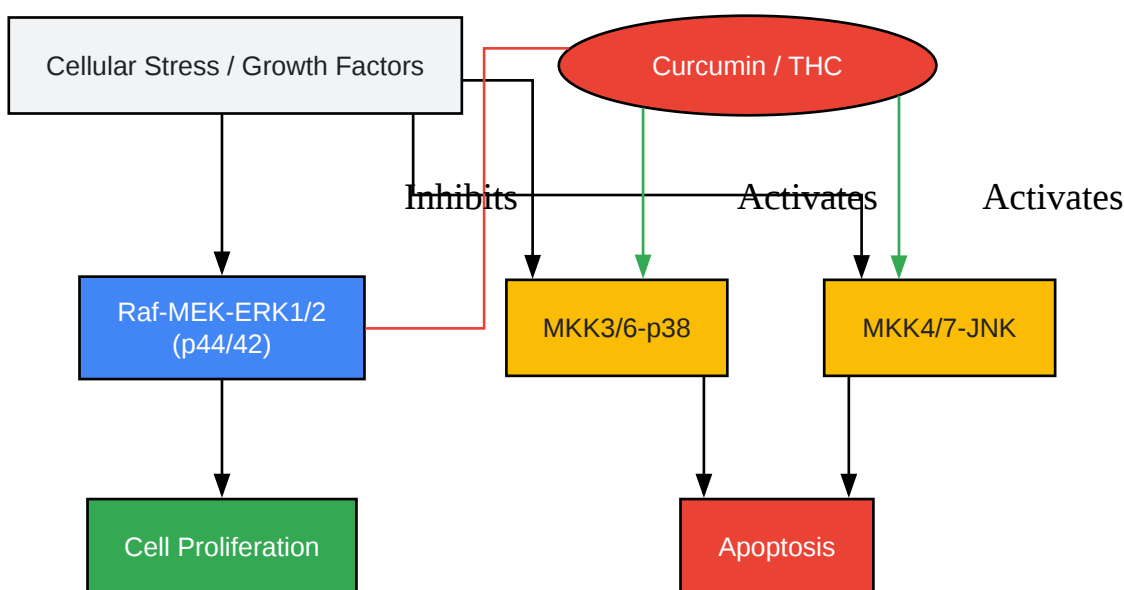 Cellular Stress / Growth Factors
Curcumin / THC
Inhibits
Activates
Activates
Raf-MEK-ERK1/2
(p44/42)
MKK3/6-p38
MKK4/7-JNK
Cell Proliferation
Apoptosis